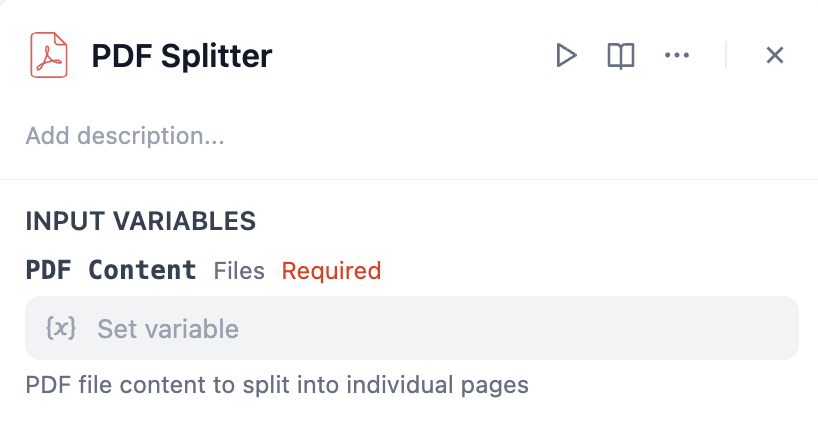 PDF Splitter
Add description...
INPUT VARIABLES
PDF Content Files Required
{x} Set variable
PDF file content to split into individual pages